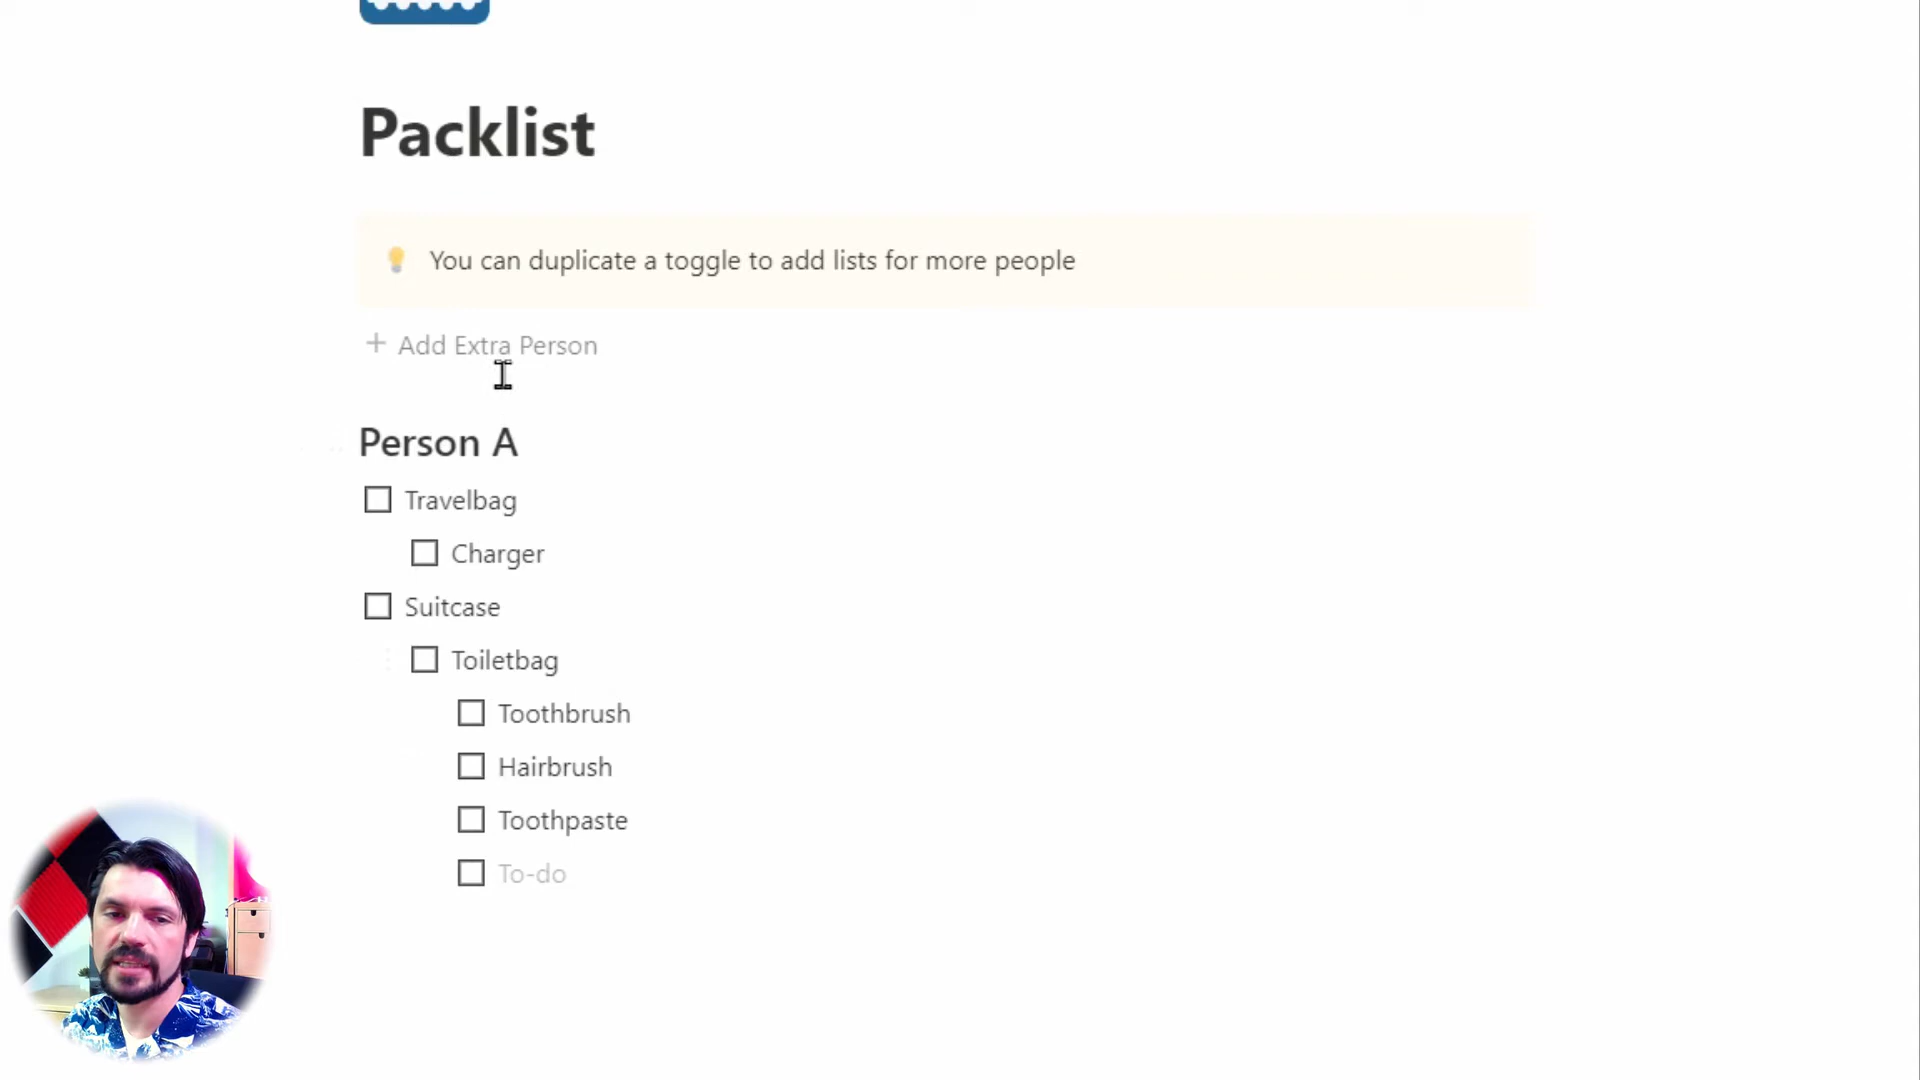 Packlist
You can duplicate a toggle to add lists for more people
+ Add Extra Person
Person A
Travelbag
Charger
Suitcase
Toiletbag
Toothbrush
Hairbrush
Toothpaste
To-do